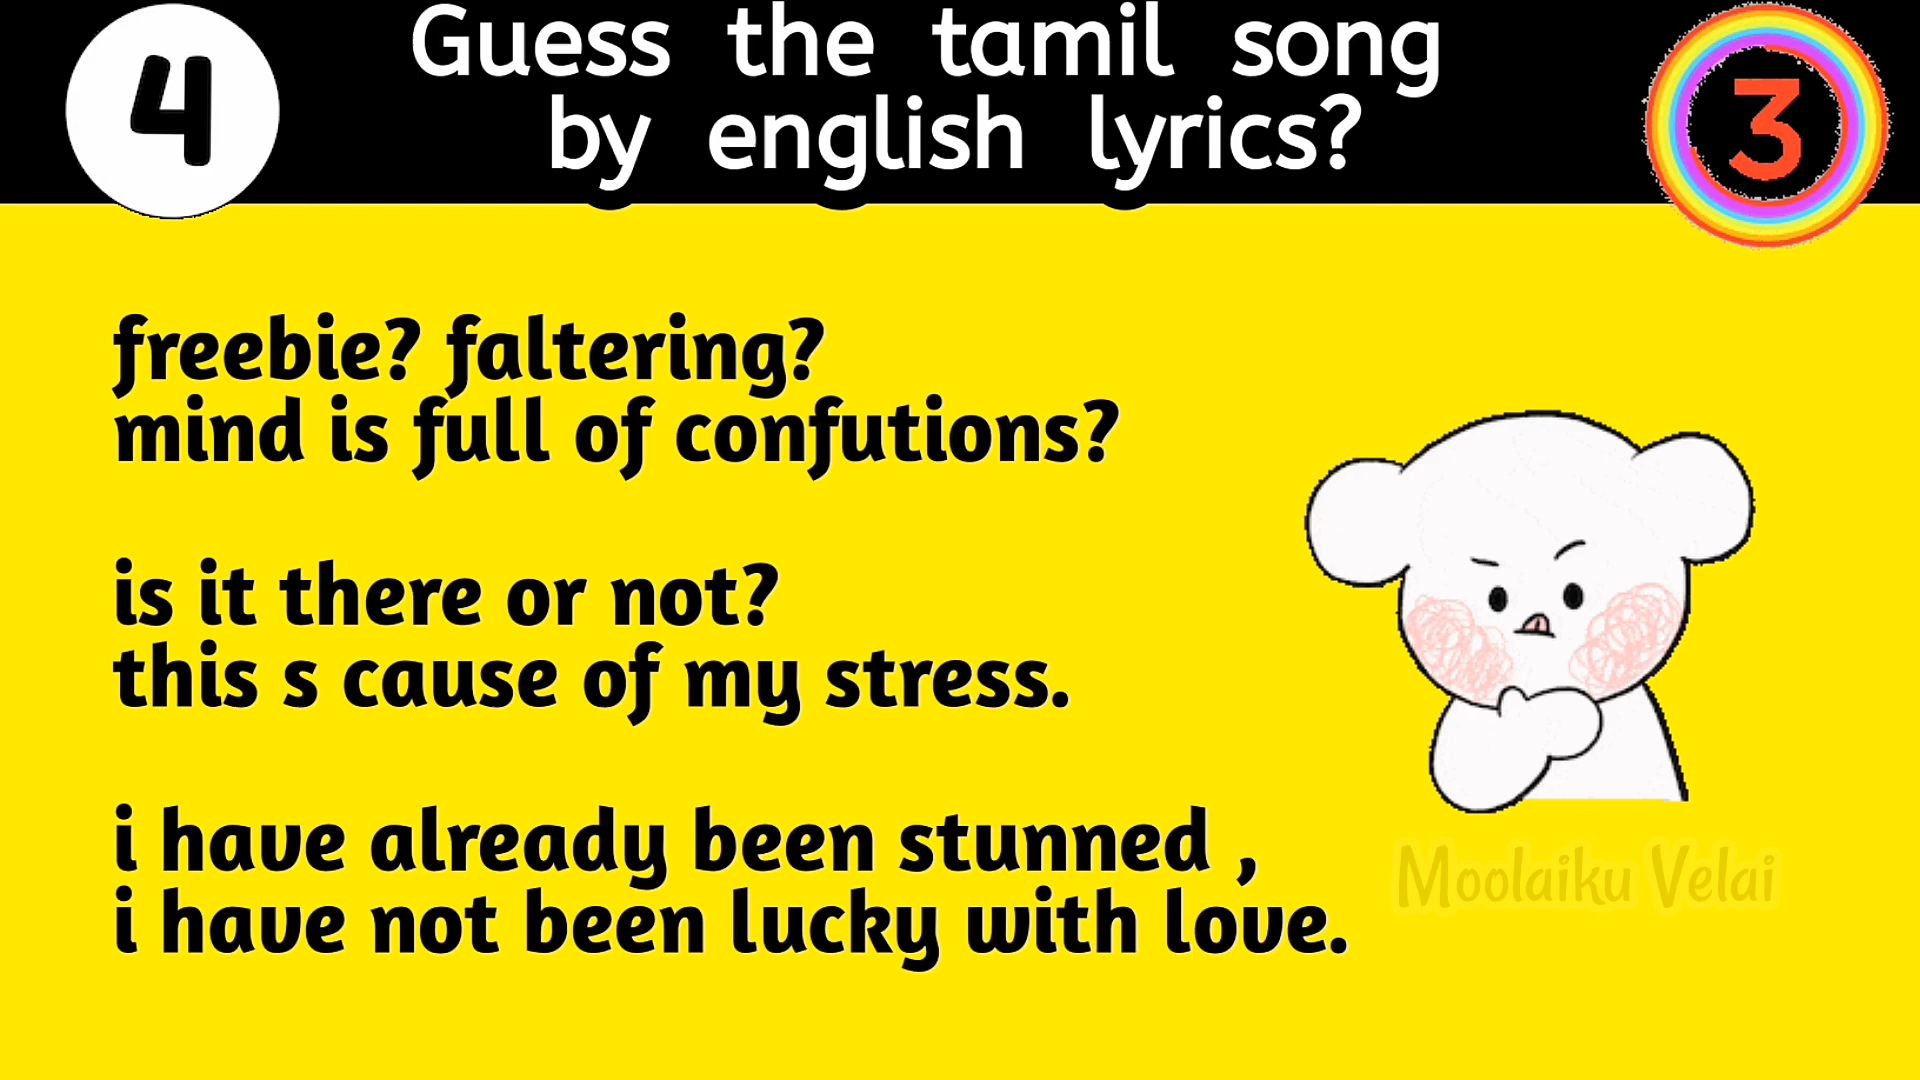 4
Guess the tamil song
by english lyrics?
3
freebie? faltering?
mind is full of confutions?
is it there or not?
this s cause of my stress.
i have already been stunned ,
i have not been lucky with love.
Moolaiku Velai